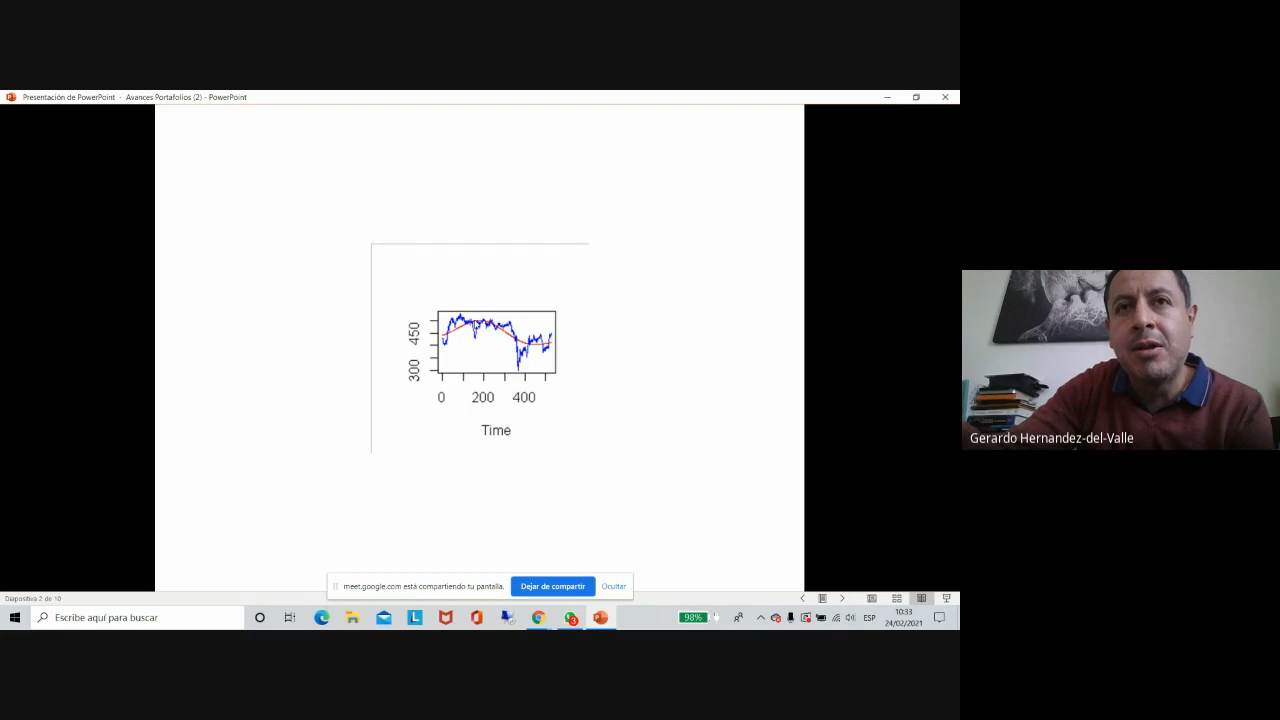 Presentación de PowerPoint - Avances Portafolios (2) - PowerPoint
450
300
0 200 400
Time
Gerardo Hernandez-del-Valle
meet.google.com está compartiendo tu pantalla.
Dejar de compartir
Ocultar
Diapositiva 2 de 10
Escribe aquí para buscar
98%
ESP
10:33
24/02/2021